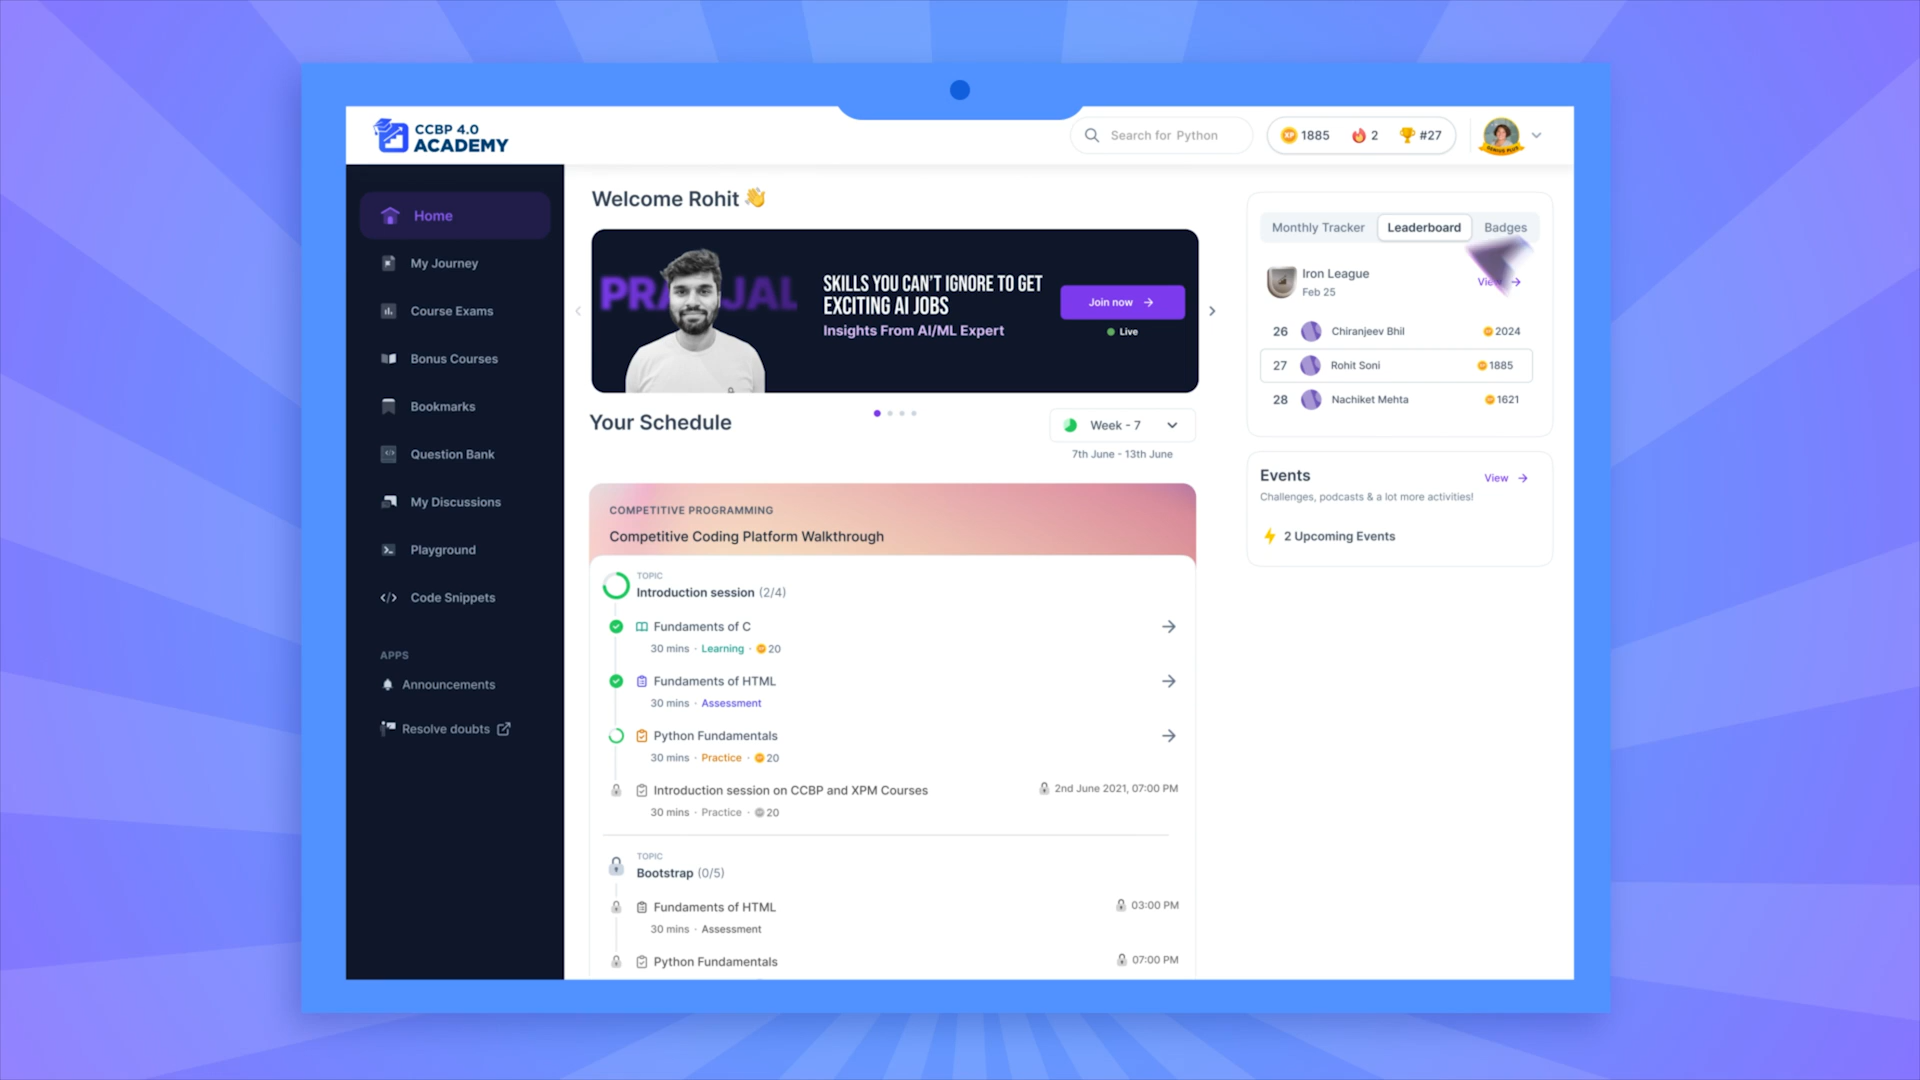 CCBP 4.0
ACADEMY
Search for Python
XP 1885 2 #27
GENIUS PLUS
Home
My Journey
Course Exams
Bonus Courses
Bookmarks
Question Bank
My Discussions
Playground
Code Snippets
APPS
Announcements
Resolve doubts
Welcome Rohit
SKILLS YOU CAN'T IGNORE TO GET
EXCITING AI JOBS
Insights From AI/ML Expert
Join now
Live
Your Schedule
Week - 7
7th June - 13th June
COMPETITIVE PROGRAMMING
Competitive Coding Platform Walkthrough
TOPIC
Introduction session (2/4)
Fundaments of C
30 mins · Learning · 20
Fundaments of HTML
30 mins · Assessment
Python Fundamentals
30 mins · Practice · 20
Introduction session on CCBP and XPM Courses 2nd June 2021, 07:00 PM
30 mins · Practice · 20
TOPIC
Bootstrap (0/5)
Fundaments of HTML 03:00 PM
30 mins · Assessment
Python Fundamentals 07:00 PM
Monthly Tracker Leaderboard Badges
Iron League
Feb 25
View
26 Chiranjeev Bhil 2024
27 Rohit Soni 1885
28 Nachiket Mehta 1621
Events View
Challenges, podcasts & a lot more activities!
2 Upcoming Events